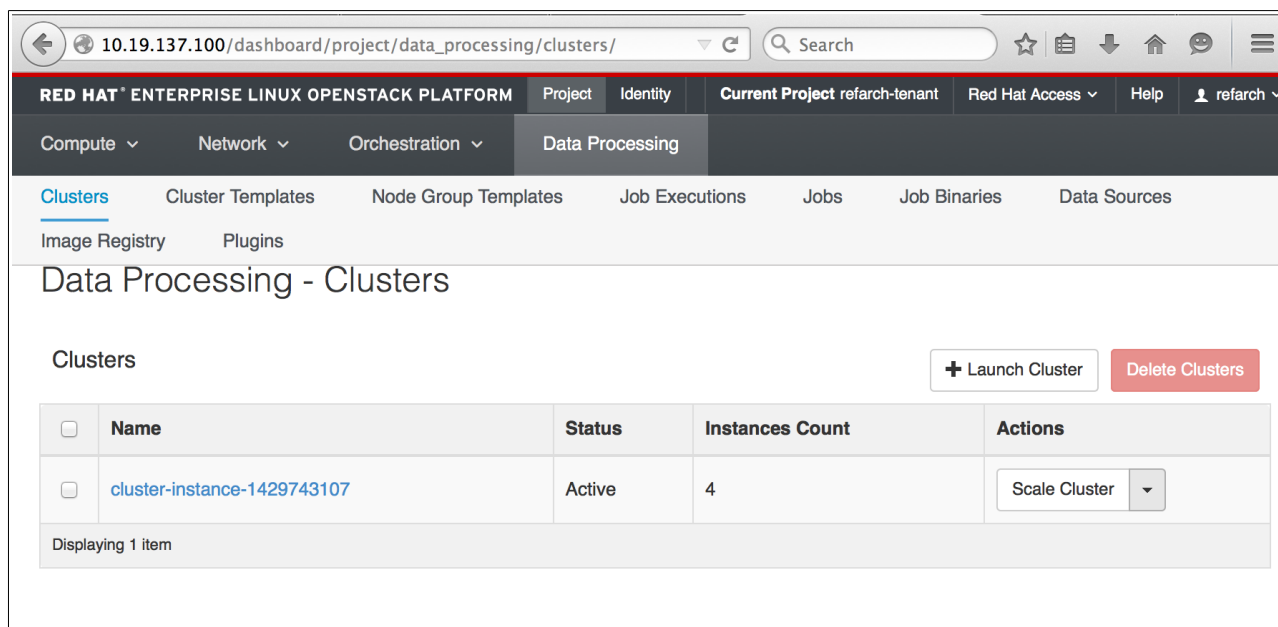 10.19.137.100/dashboard/project/data_processing/clusters/ Search
RED HAT® ENTERPRISE LINUX OPENSTACK PLATFORM Project Identity Current Project refarch-tenant Red Hat Access Help refarch
Compute Network Orchestration Data Processing
Clusters Cluster Templates Node Group Templates Job Executions Jobs Job Binaries Data Sources
Image Registry Plugins
Data Processing - Clusters
Clusters
+ Launch Cluster Delete Clusters
Name Status Instances Count Actions
cluster-instance-1429743107 Active 4 Scale Cluster
Displaying 1 item